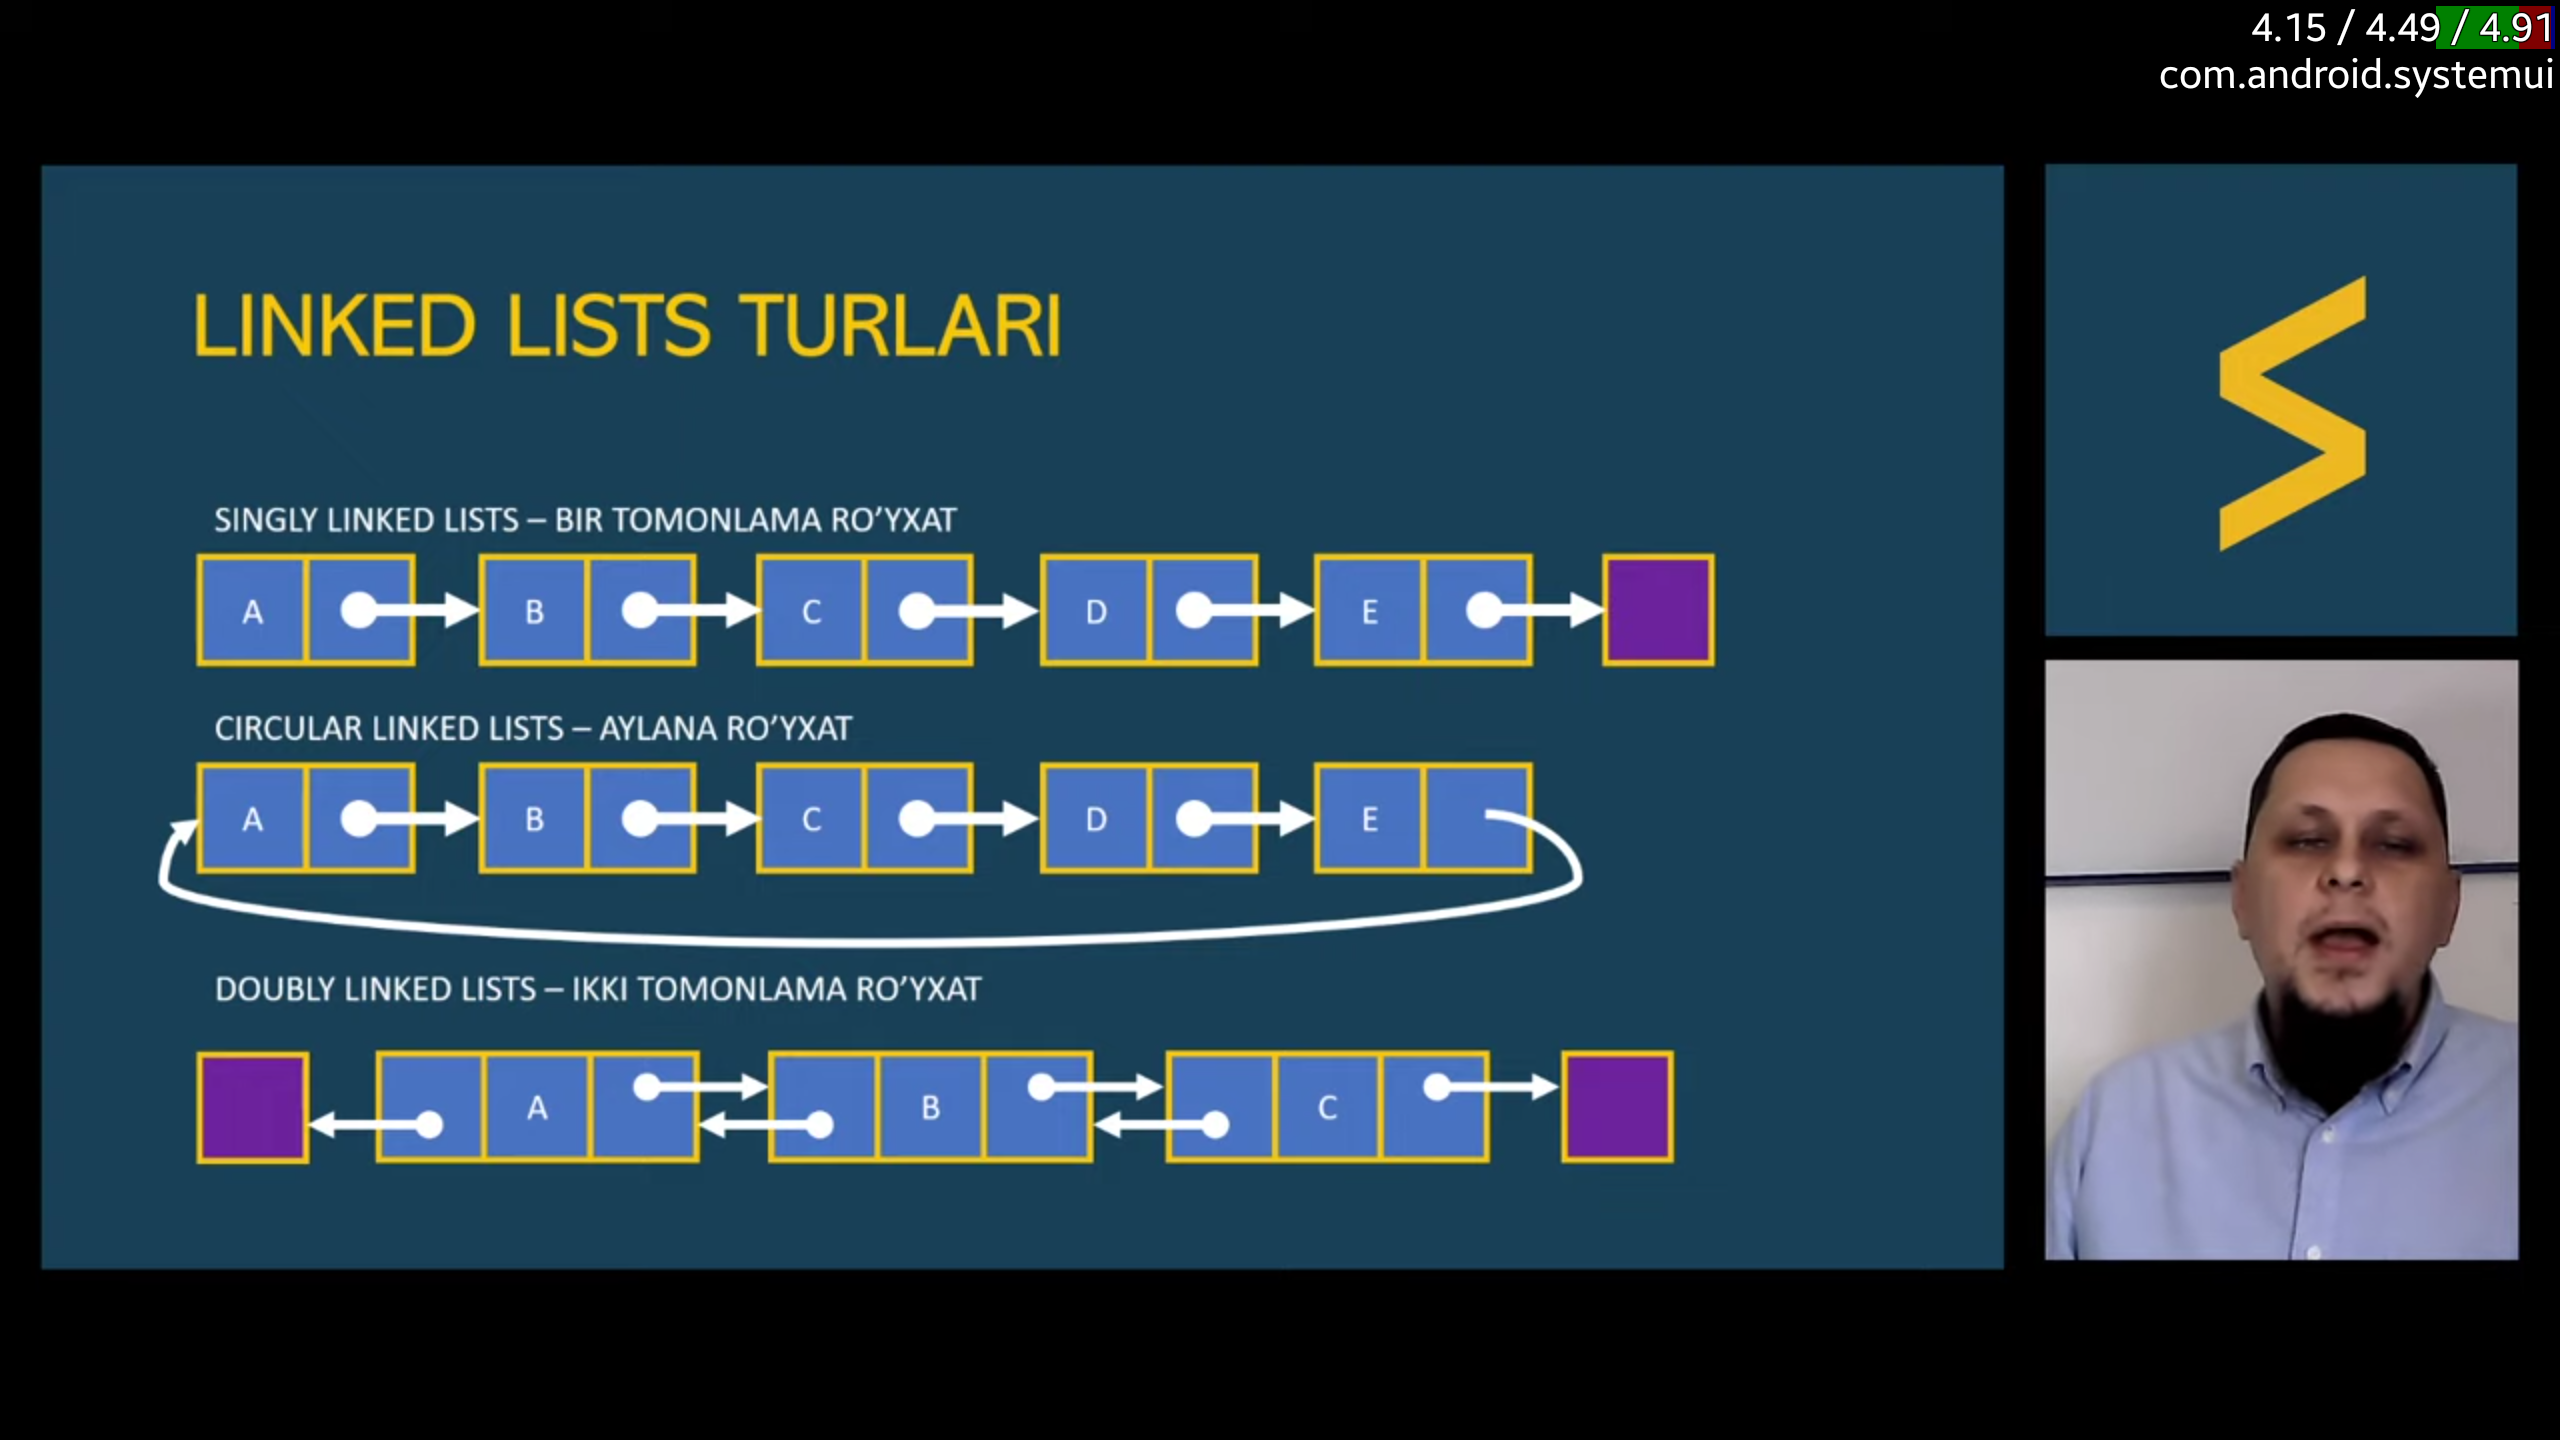 4.15 / 4.49 / 4.91
com.android.systemui
LINKED LISTS TURLARI
SINGLY LINKED LISTS – BIR TOMONLAMA RO’YXAT
A B C D E
CIRCULAR LINKED LISTS – AYLANA RO’YXAT
A B C D E
DOUBLY LINKED LISTS – IKKI TOMONLAMA RO’YXAT
A B C